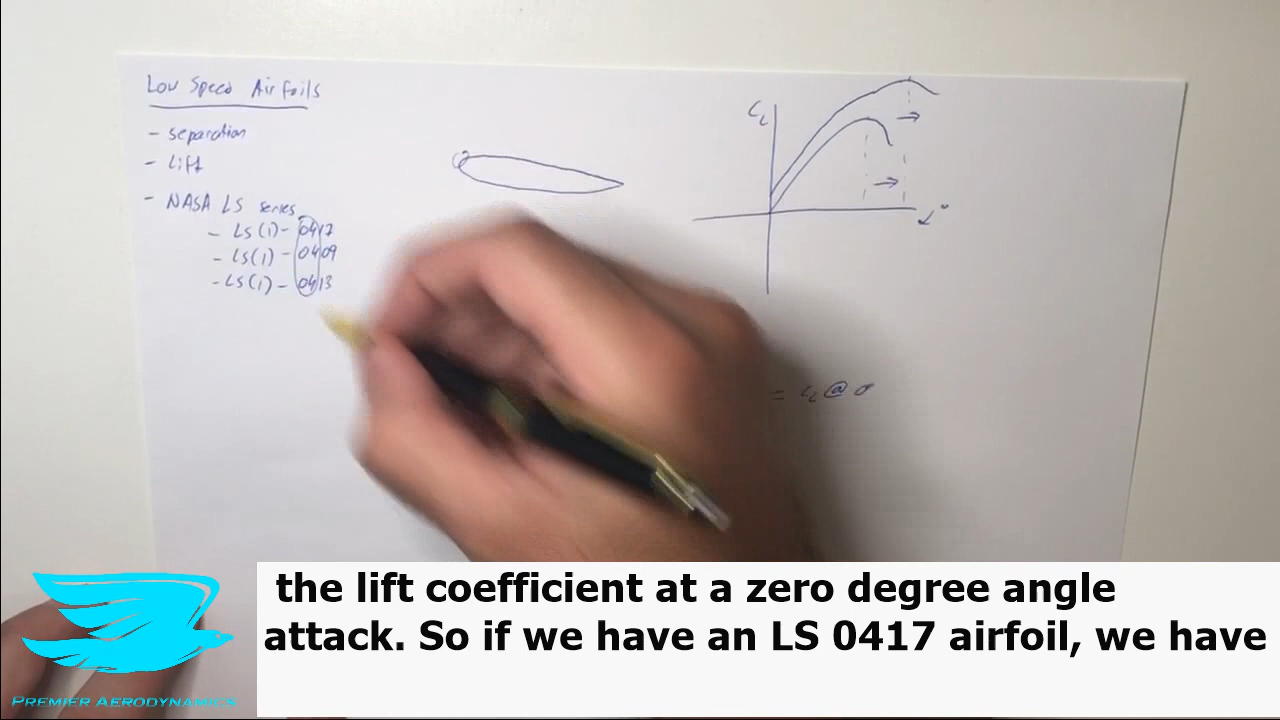 Low Speed Airfoils
- separation
- Lift
- NASA LS series
- LS(1)- 0417
- LS(1) - 0409
- LS(1) - 0413
CL
α°
= CL @ 0°
the lift coefficient at a zero degree angle
attack. So if we have an LS 0417 airfoil, we have
PREMIER AERODYNAMICS